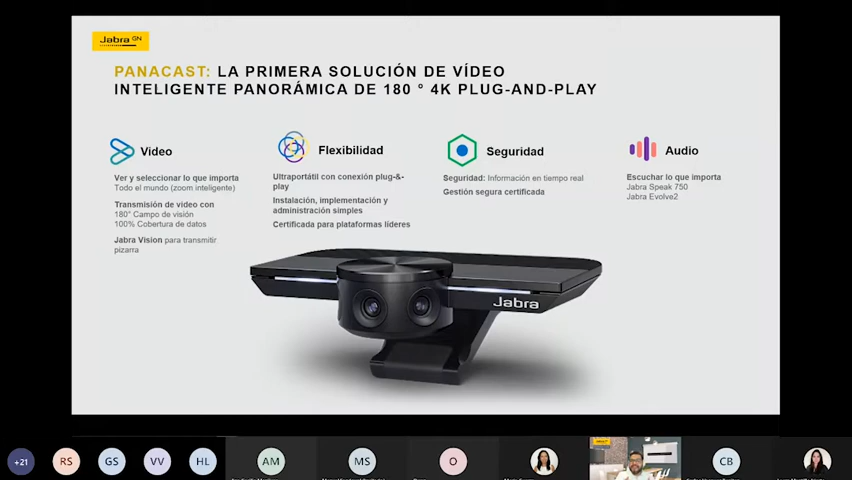 Jabra GN
PANACAST: LA PRIMERA SOLUCIÓN DE VÍDEO
INTELIGENTE PANORÁMICA DE 180 ° 4K PLUG-AND-PLAY
Video
Ver y seleccionar lo que importa
Todo el mundo (zoom inteligente)
Transmisión de vídeo con
180° Campo de visión
100% Cobertura de datos
Jabra Vision para transmitir
pizarra
Flexibilidad
Ultraportátil con conexión plug-&-
play
Instalación, implementación y
administración simples
Certificada para plataformas líderes
Seguridad
Seguridad: Información en tiempo real
Gestión segura certificada
Audio
Escuchar lo que importa
Jabra Speak 750
Jabra Evolve2
Jabra
+21
RS
GS
VV
HL
AM
MS
O
CB